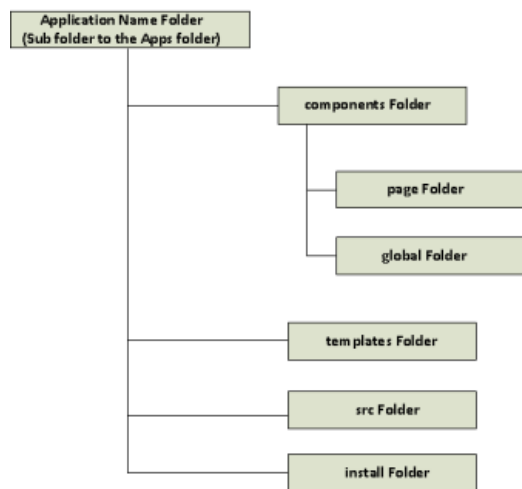 Application Name Folder
(Sub folder to the Apps folder)
components Folder
page Folder
global Folder
templates Folder
src Folder
install Folder